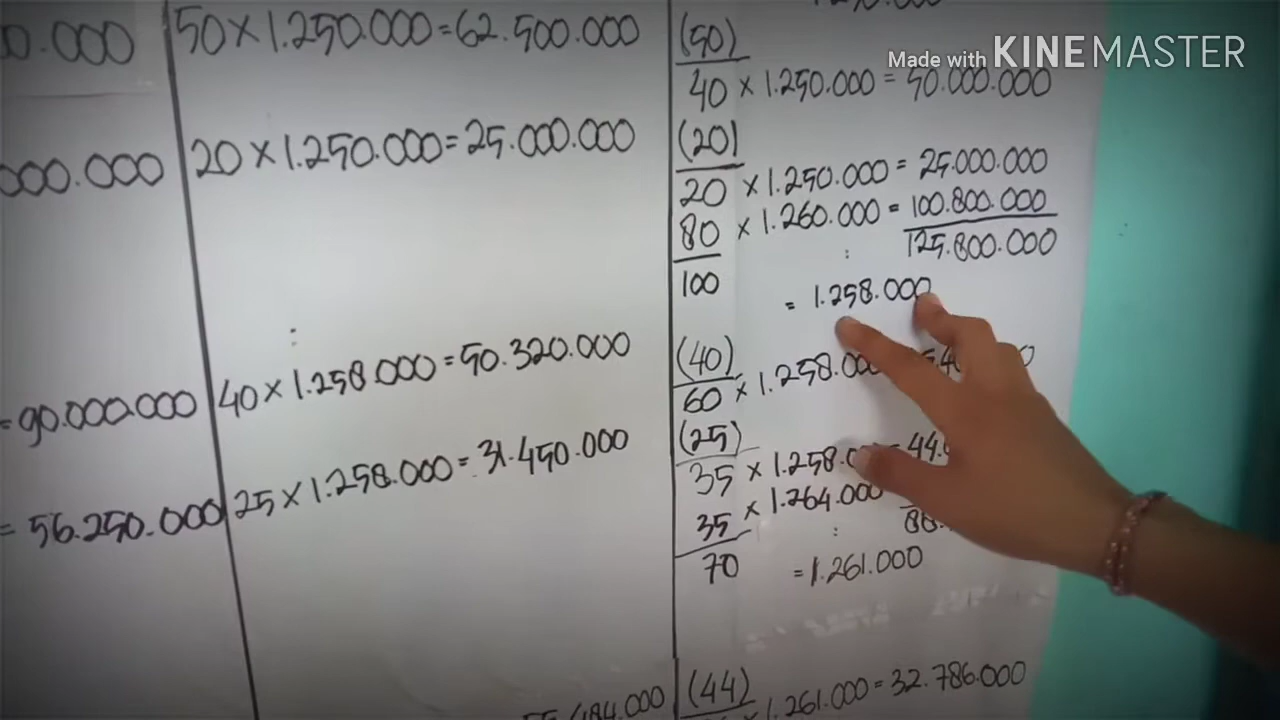 Made with KINEMASTER
0.000
50 × 1.250.000 = 62.500.000
(50)
40 × 1.250.000 = 50.000.000
000.000
20 × 1.250.000 = 25.000.000
(20)
20 × 1.250.000 = 25.000.000
80 × 1.260.000 = 100.800.000
125.800.000
100
:
= 1.258.000
:
= 90.000.000
40 × 1.258.000 = 50.320.000
(40)
60 × 1.258.00
= 56.250.000
25 × 1.258.000 = 31.450.000
(25)
35 × 1.258.0 = 44.
35 × 1.264.000
88.
70
:
= 1.261.000
484.000
(44)
1.261.000 = 32.786.000